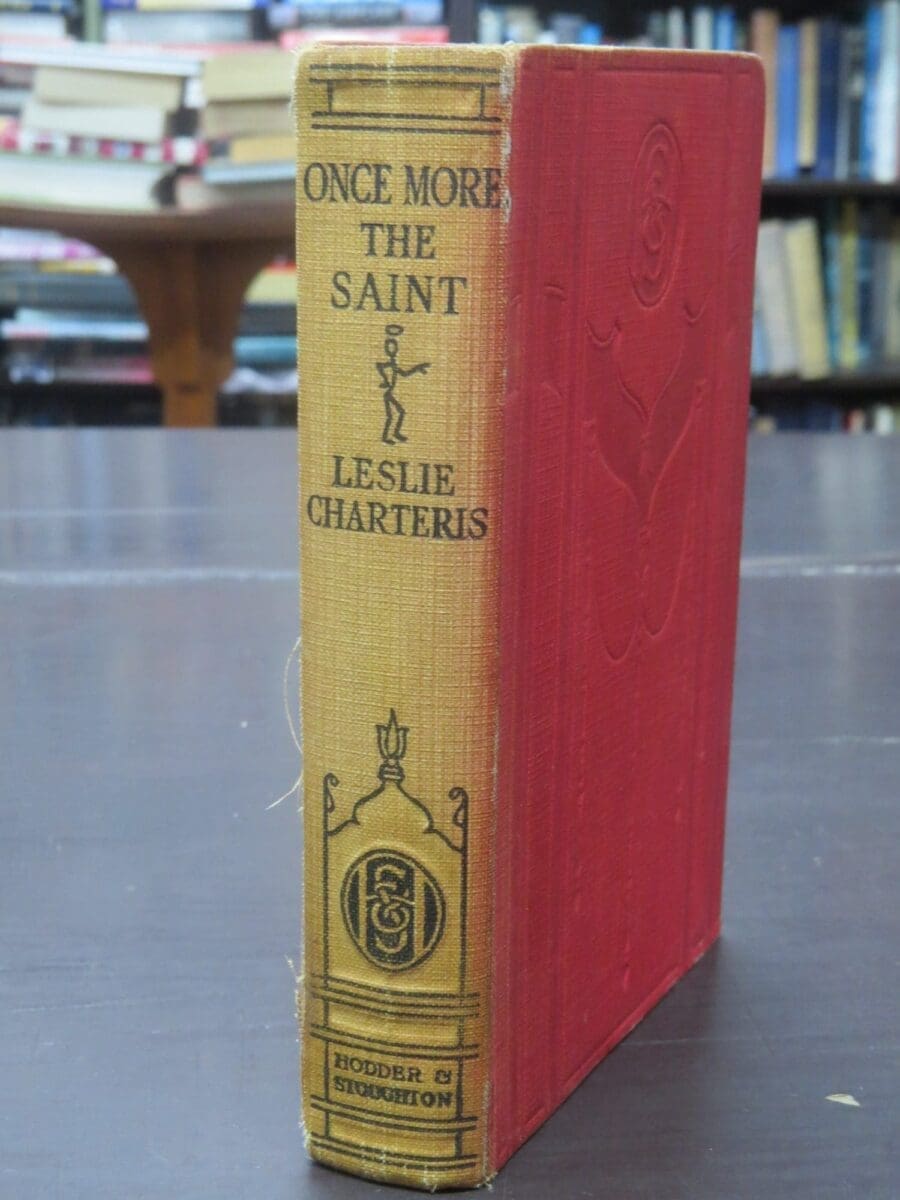 ONCE MORE
THE
SAINT
LESLIE
CHARTERIS
HODDER &
STOUGHTON